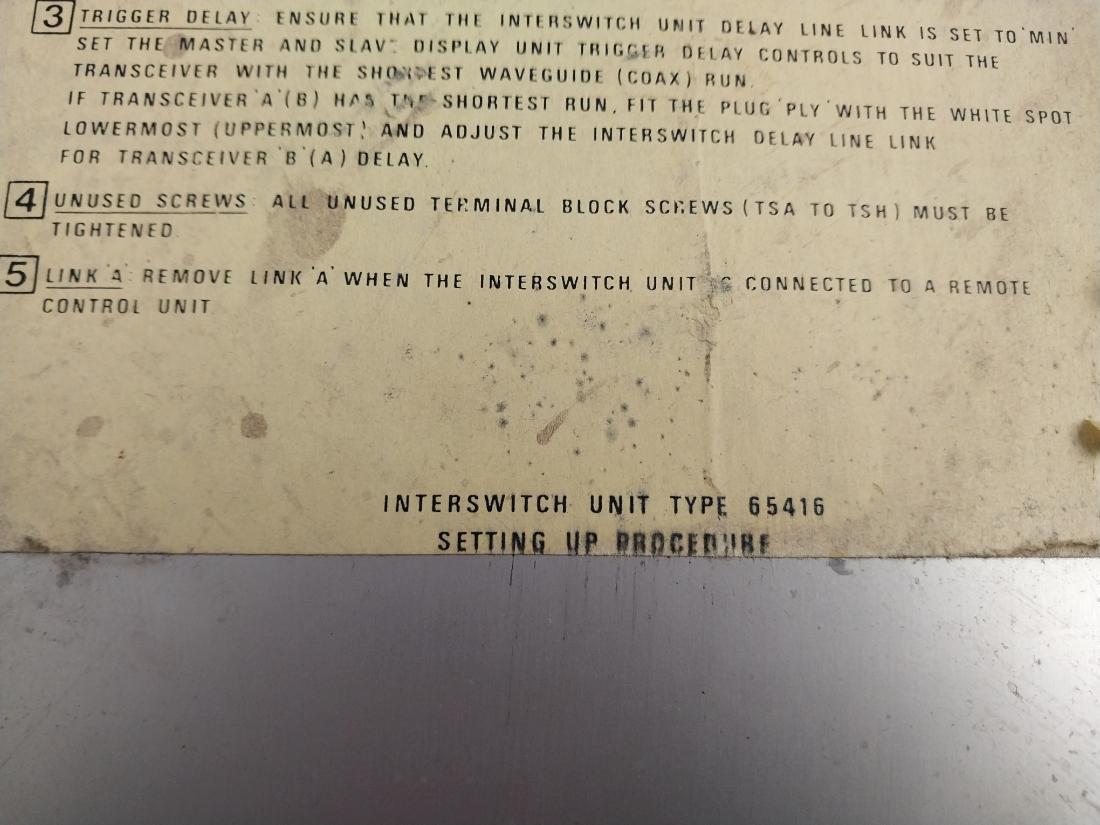 3 TRIGGER DELAY: ENSURE THAT THE INTERSWITCH UNIT DELAY LINE LINK IS SET TO 'MIN'
SET THE MASTER AND SLAVE DISPLAY UNIT TRIGGER DELAY CONTROLS TO SUIT THE
TRANSCEIVER WITH THE SHORTEST WAVEGUIDE (COAX) RUN.
IF TRANSCEIVER 'A' (B) HAS THE SHORTEST RUN, FIT THE PLUG 'PLY' WITH THE WHITE SPOT
LOWERMOST (UPPERMOST) AND ADJUST THE INTERSWITCH DELAY LINE LINK
FOR TRANSCEIVER 'B' (A) DELAY.
4 UNUSED SCREWS: ALL UNUSED TERMINAL BLOCK SCREWS (TSA TO TSH) MUST BE
TIGHTENED.
5 LINK 'A': REMOVE LINK 'A' WHEN THE INTERSWITCH UNIT IS CONNECTED TO A REMOTE
CONTROL UNIT
INTERSWITCH UNIT TYPE 65416
SETTING UP PROCEDURE